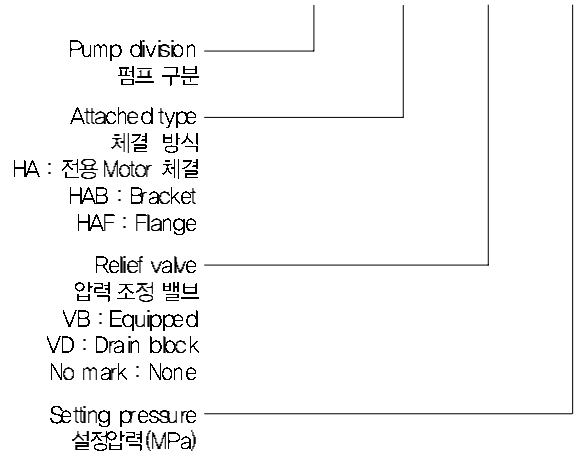 Pump division
펌프 구분
Attached type
체결 방식
HA : 전용 Motor 체결
HAB : Bracket
HAF : Flange
Relief valve
압력 조정 밸브
VB : Equipped
VD : Drain block
No mark : None
Setting pressure
설정압력(MPa)